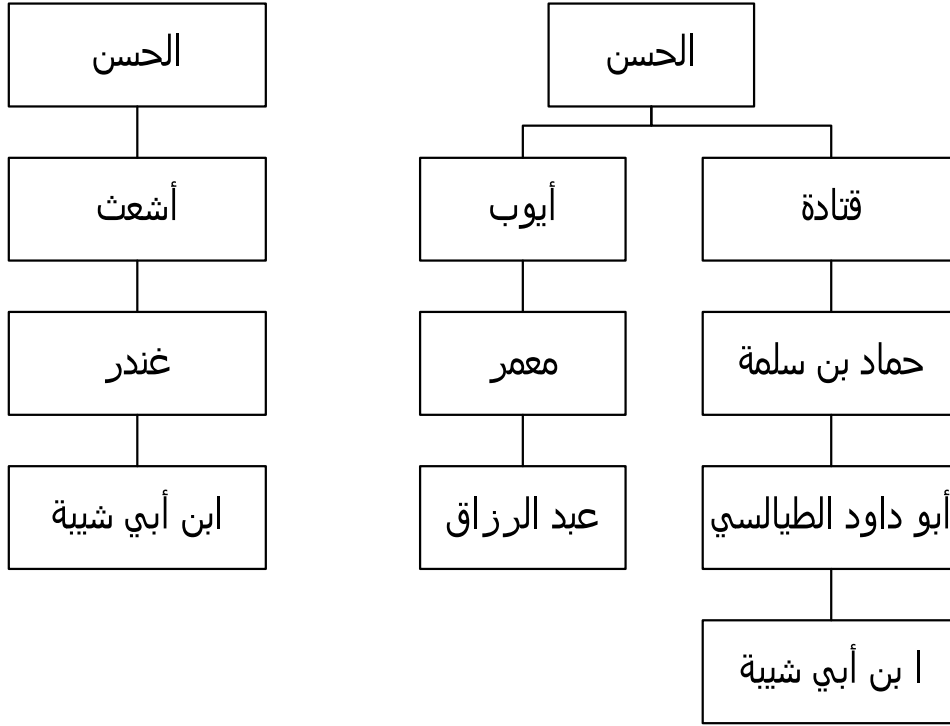 الحسن
قتادة
حماد بن سلمة
أبو داود الطيالسي
ا بن أبي شيبة
أيوب
معمر
عبد الرزاق
الحسن
أشعث
غندر
ابن أبي شيبة